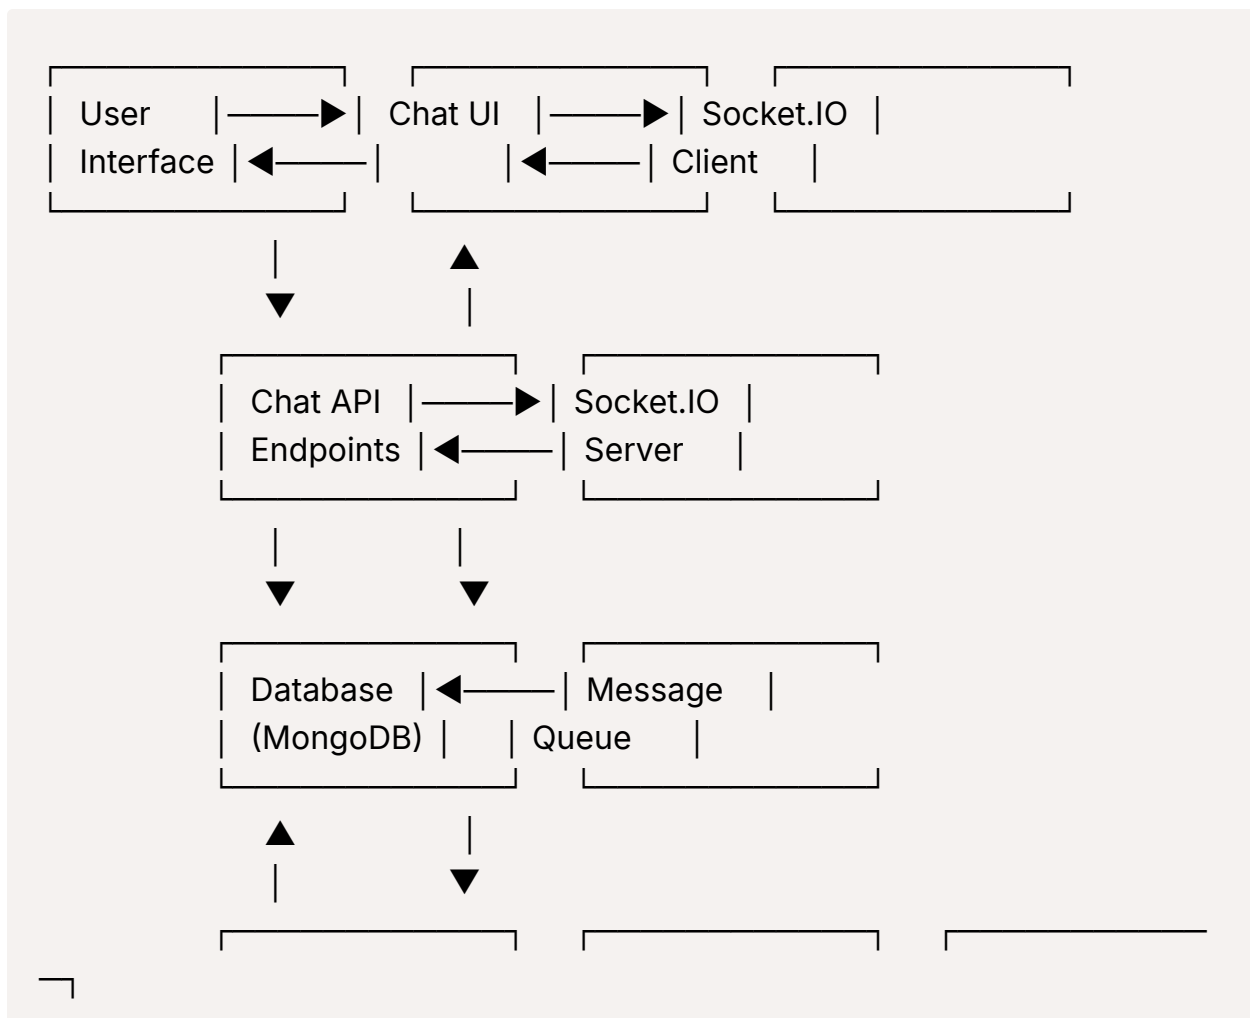 ┌─────────────┐ ┌─────────────┐ ┌─────────────┐
│ User │────▶│ Chat UI │────▶│ Socket.IO │
│ Interface │◀────│ │◀────│ Client │
└─────────────┘ └─────────────┘ └─────────────┘
│ ▲
▼ │
┌─────────────┐ ┌─────────────┐
│ Chat API │────▶│ Socket.IO │
│ Endpoints │◀────│ Server │
└─────────────┘ └─────────────┘
│ │
▼ ▼
┌─────────────┐ ┌─────────────┐
│ Database │◀────│ Message │
│ (MongoDB) │ │ Queue │
└─────────────┘ └─────────────┘
▲ │
│ ▼
┌─────────────┐ ┌─────────────┐ ┌───────────
──┐